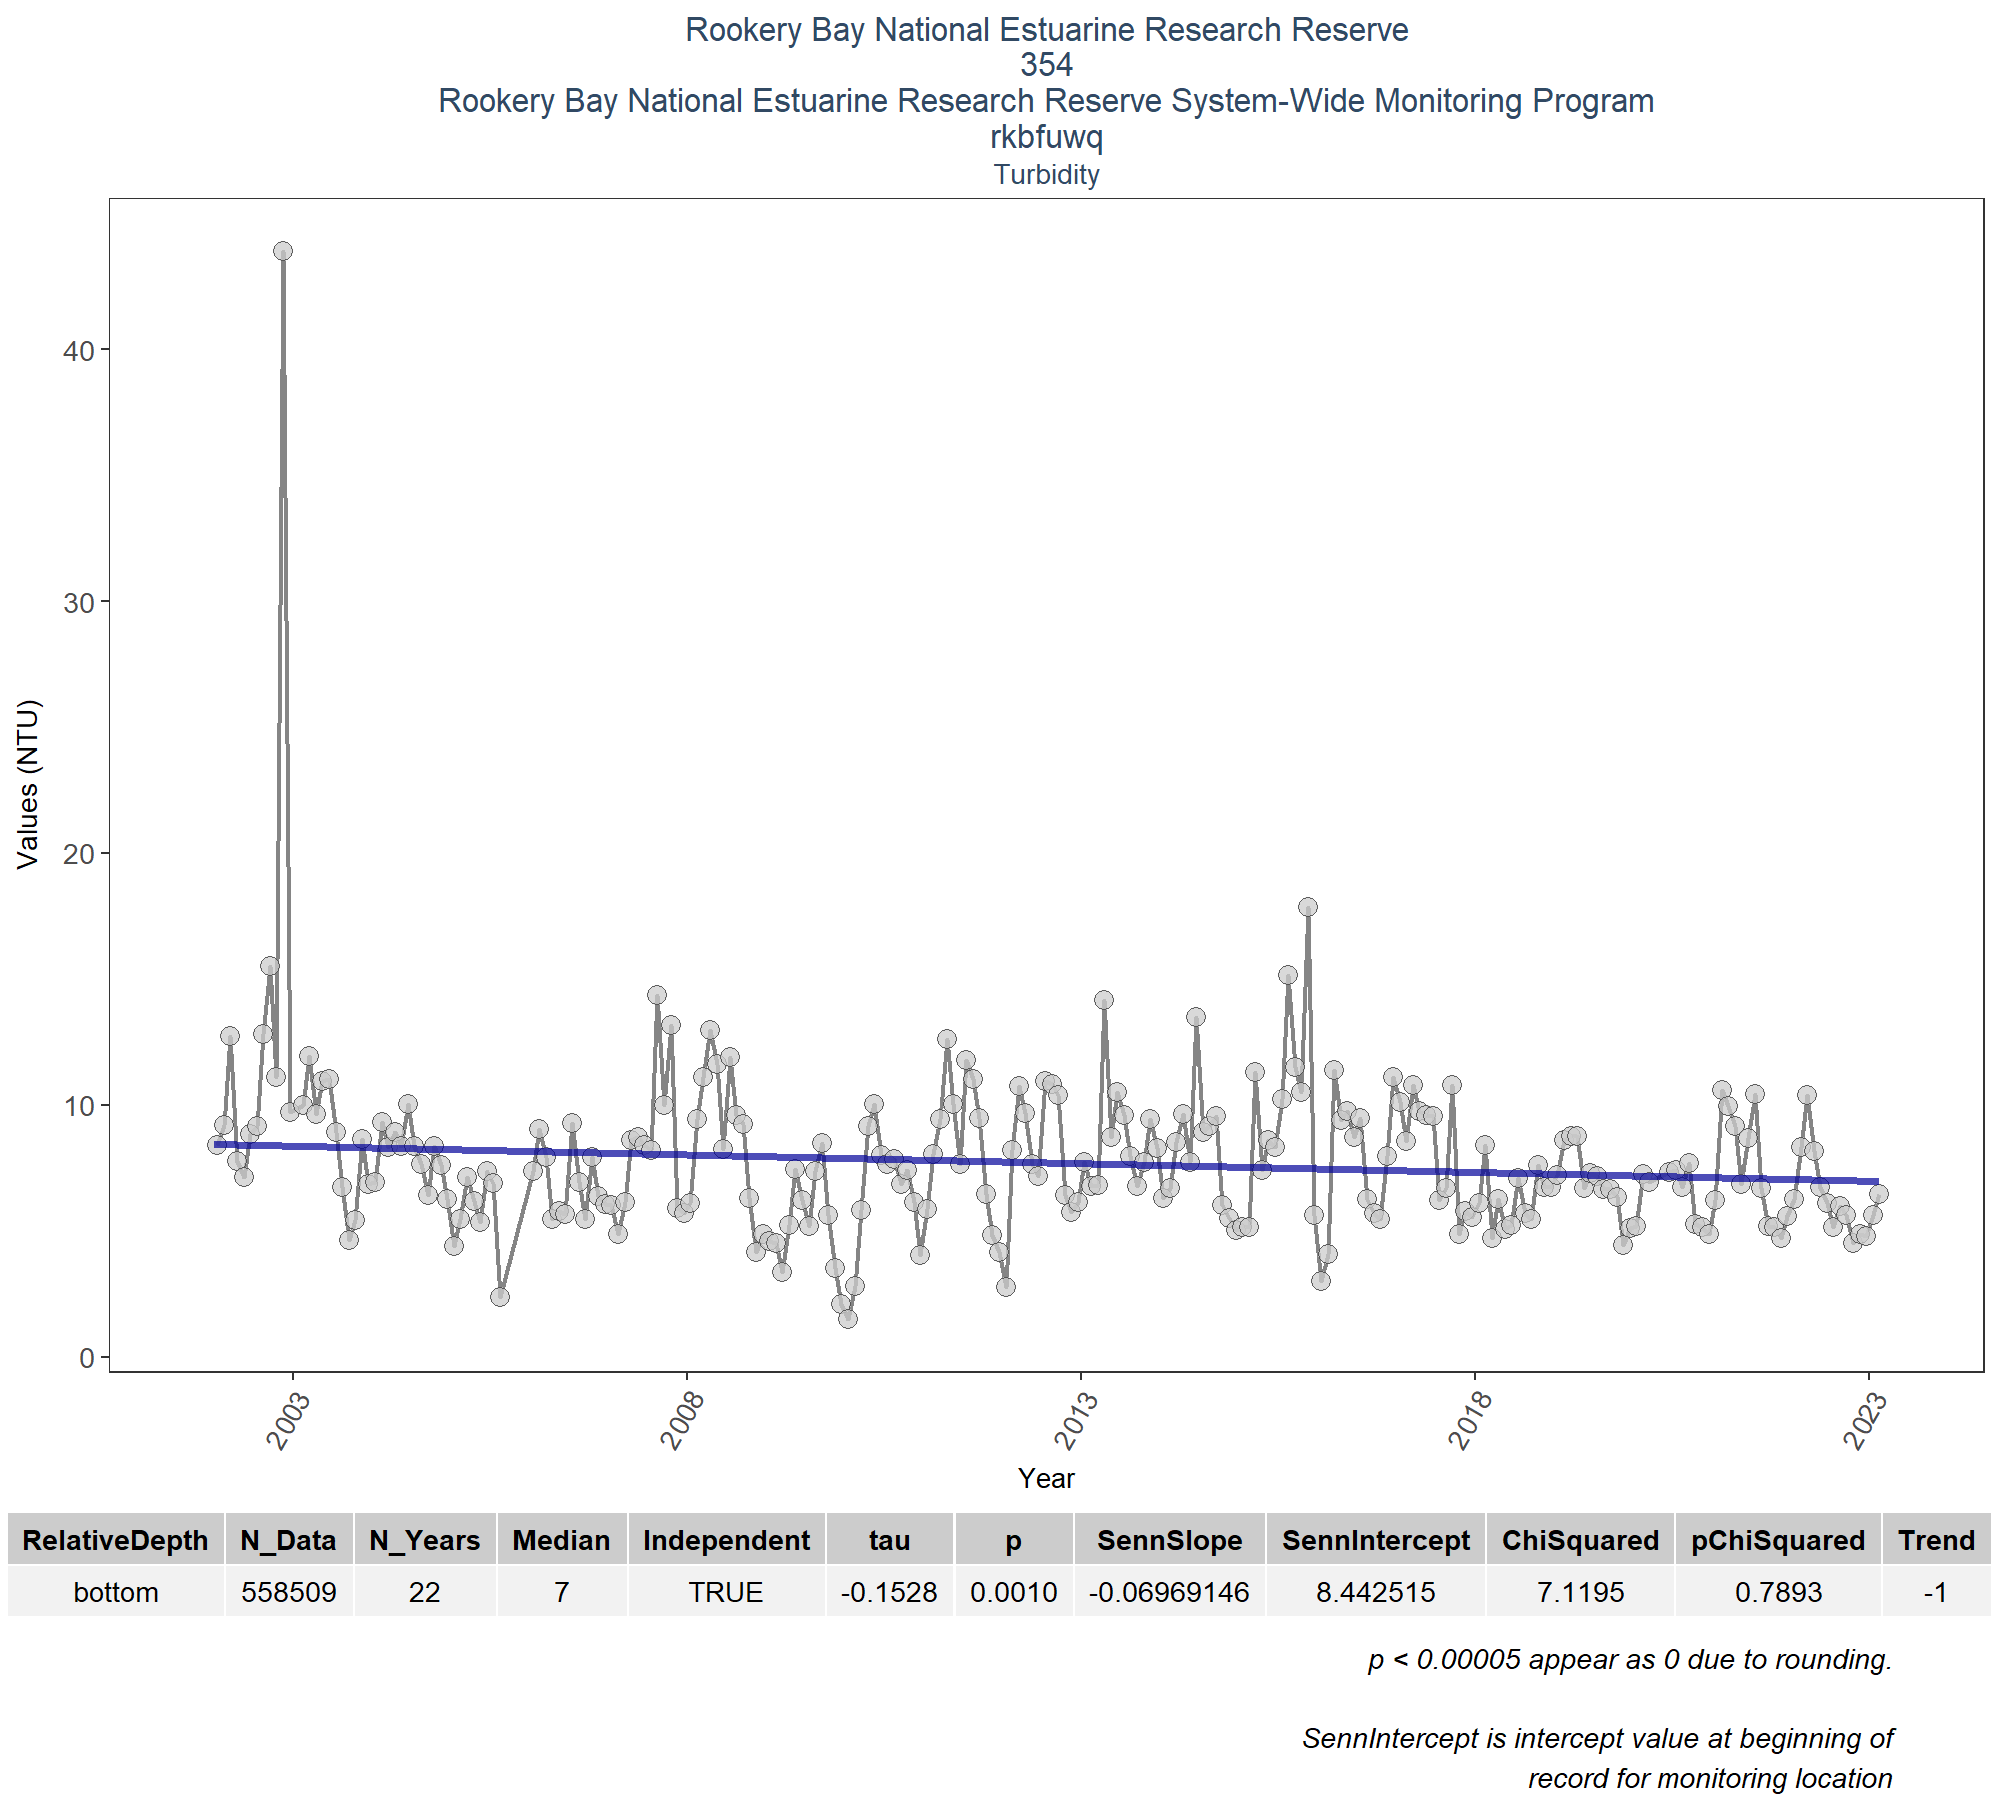 Rookery Bay National Estuarine Research Reserve
354
Rookery Bay National Estuarine Research Reserve System-Wide Monitoring Program
rkbfuwq
Turbidity
Values (NTU)
40
30
20
10
0
2003 2008 2013 2018 2023
Year
RelativeDepth N_Data N_Years Median Independent tau p SennSlope SennIntercept ChiSquared pChiSquared Trend
bottom 558509 22 7 TRUE -0.1528 0.0010 -0.06969146 8.442515 7.1195 0.7893 -1
p < 0.00005 appear as 0 due to rounding.
SennIntercept is intercept value at beginning of
record for monitoring location